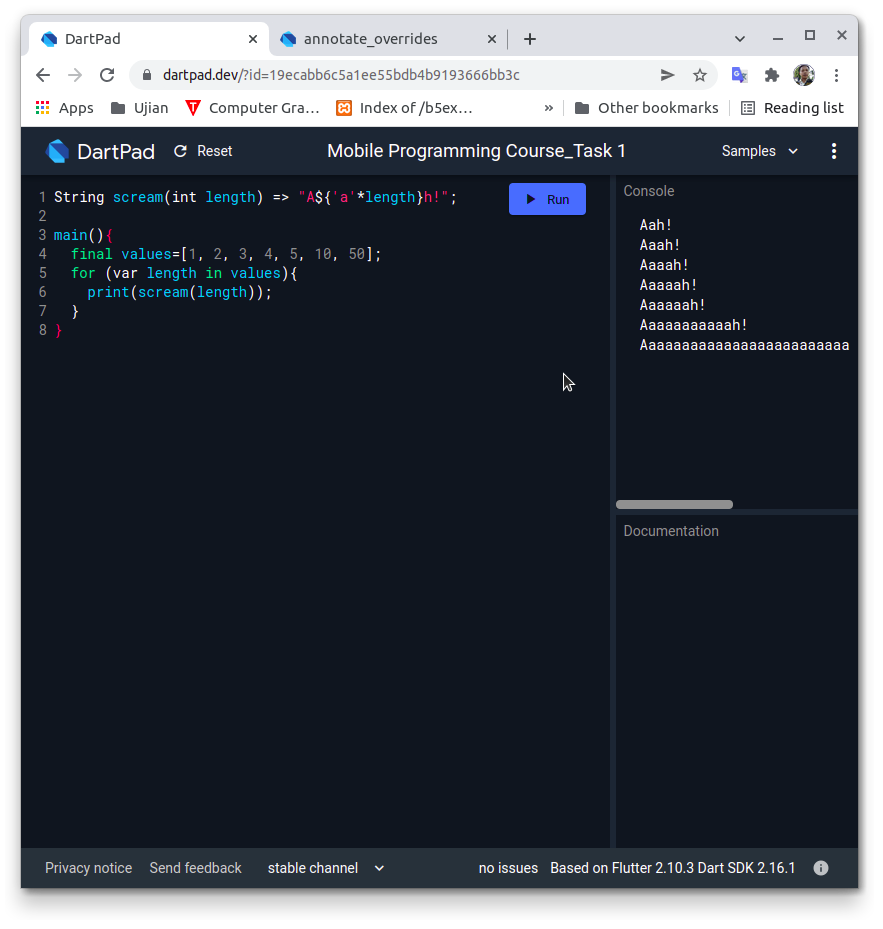 DartPad
annotate_overrides
dartpad.dev/?id=19ecabb6c5a1ee55bdb4b9193666bb3c
Apps Ujian Computer Gra... Index of /b5ex... » Other bookmarks Reading list
DartPad Reset Mobile Programming Course_Task 1 Samples
1 String scream(int length) => "A${'a'*length}h!";
2
3 main(){
4   final values=[1, 2, 3, 4, 5, 10, 50];
5   for (var length in values){
6     print(scream(length));
7   }
8 }
Run
Console
Aah!
Aaah!
Aaaah!
Aaaaah!
Aaaaaah!
Aaaaaaaaaaah!
Aaaaaaaaaaaaaaaaaaaaaaaaa
Documentation
Privacy notice Send feedback stable channel no issues Based on Flutter 2.10.3 Dart SDK 2.16.1